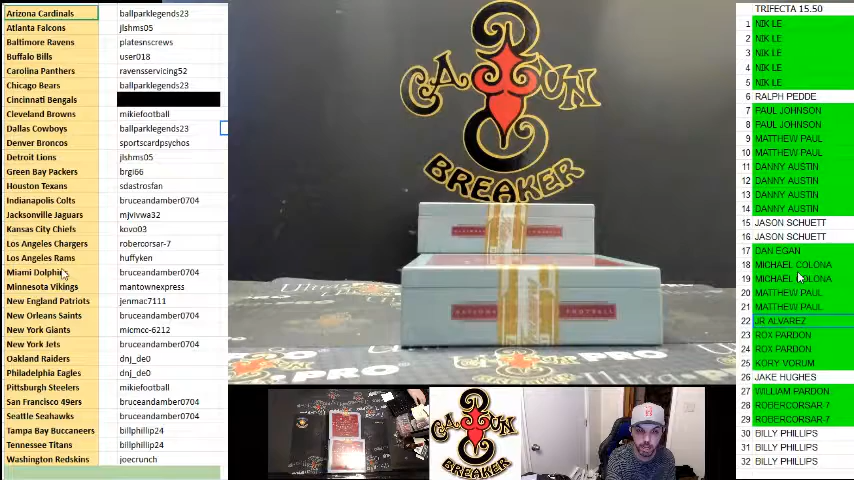 Arizona Cardinals ballparklegends23
Atlanta Falcons jlshms05
Baltimore Ravens platesnscrews
Buffalo Bills user018
Carolina Panthers ravensservicing52
Chicago Bears ballparklegends23
Cincinnati Bengals
Cleveland Browns mikiefootball
Dallas Cowboys ballparklegends23
Denver Broncos sportscardpsychos
Detroit Lions jlshms05
Green Bay Packers brgi66
Houston Texans sdastrosfan
Indianapolis Colts bruceandamber0704
Jacksonville Jaguars mjvivwa32
Kansas City Chiefs kovo03
Los Angeles Chargers robercorsar-7
Los Angeles Rams huffyken
Miami Dolphins bruceandamber0704
Minnesota Vikings mantownexpress
New England Patriots jenmac7111
New Orleans Saints bruceandamber0704
New York Giants micmcc-6212
New York Jets bruceandamber0704
Oakland Raiders dnj_de0
Philadelphia Eagles dnj_de0
Pittsburgh Steelers mikiefootball
San Francisco 49ers bruceandamber0704
Seattle Seahawks bruceandamber0704
Tampa Bay Buccaneers billphillip24
Tennessee Titans billphillip24
Washington Redskins joecrunch
CAJUN
BREAKER
FOOTBALL
PRO
CAJUN
BREAKER
TRIFECTA 15.50
1 NIK LE
2 NIK LE
3 NIK LE
4 NIK LE
5 NIK LE
6 RALPH PEDDE
7 PAUL JOHNSON
8 PAUL JOHNSON
9 MATTHEW PAUL
10 MATTHEW PAUL
11 DANNY AUSTIN
12 DANNY AUSTIN
13 DANNY AUSTIN
14 DANNY AUSTIN
15 JASON SCHUETT
16 JASON SCHUETT
17 DAN EGAN
18 MICHAEL COLONA
19 MICHAEL COLONA
20 MATTHEW PAUL
21 MATTHEW PAUL
22 JR ALVAREZ
23 ROX PARDON
24 ROX PARDON
25 KORY VORUM
26 JAKE HUGHES
27 WILLIAM PARDON
28 ROBERCORSAR-7
29 ROBERCORSAR-7
30 BILLY PHILLIPS
31 BILLY PHILLIPS
32 BILLY PHILLIPS